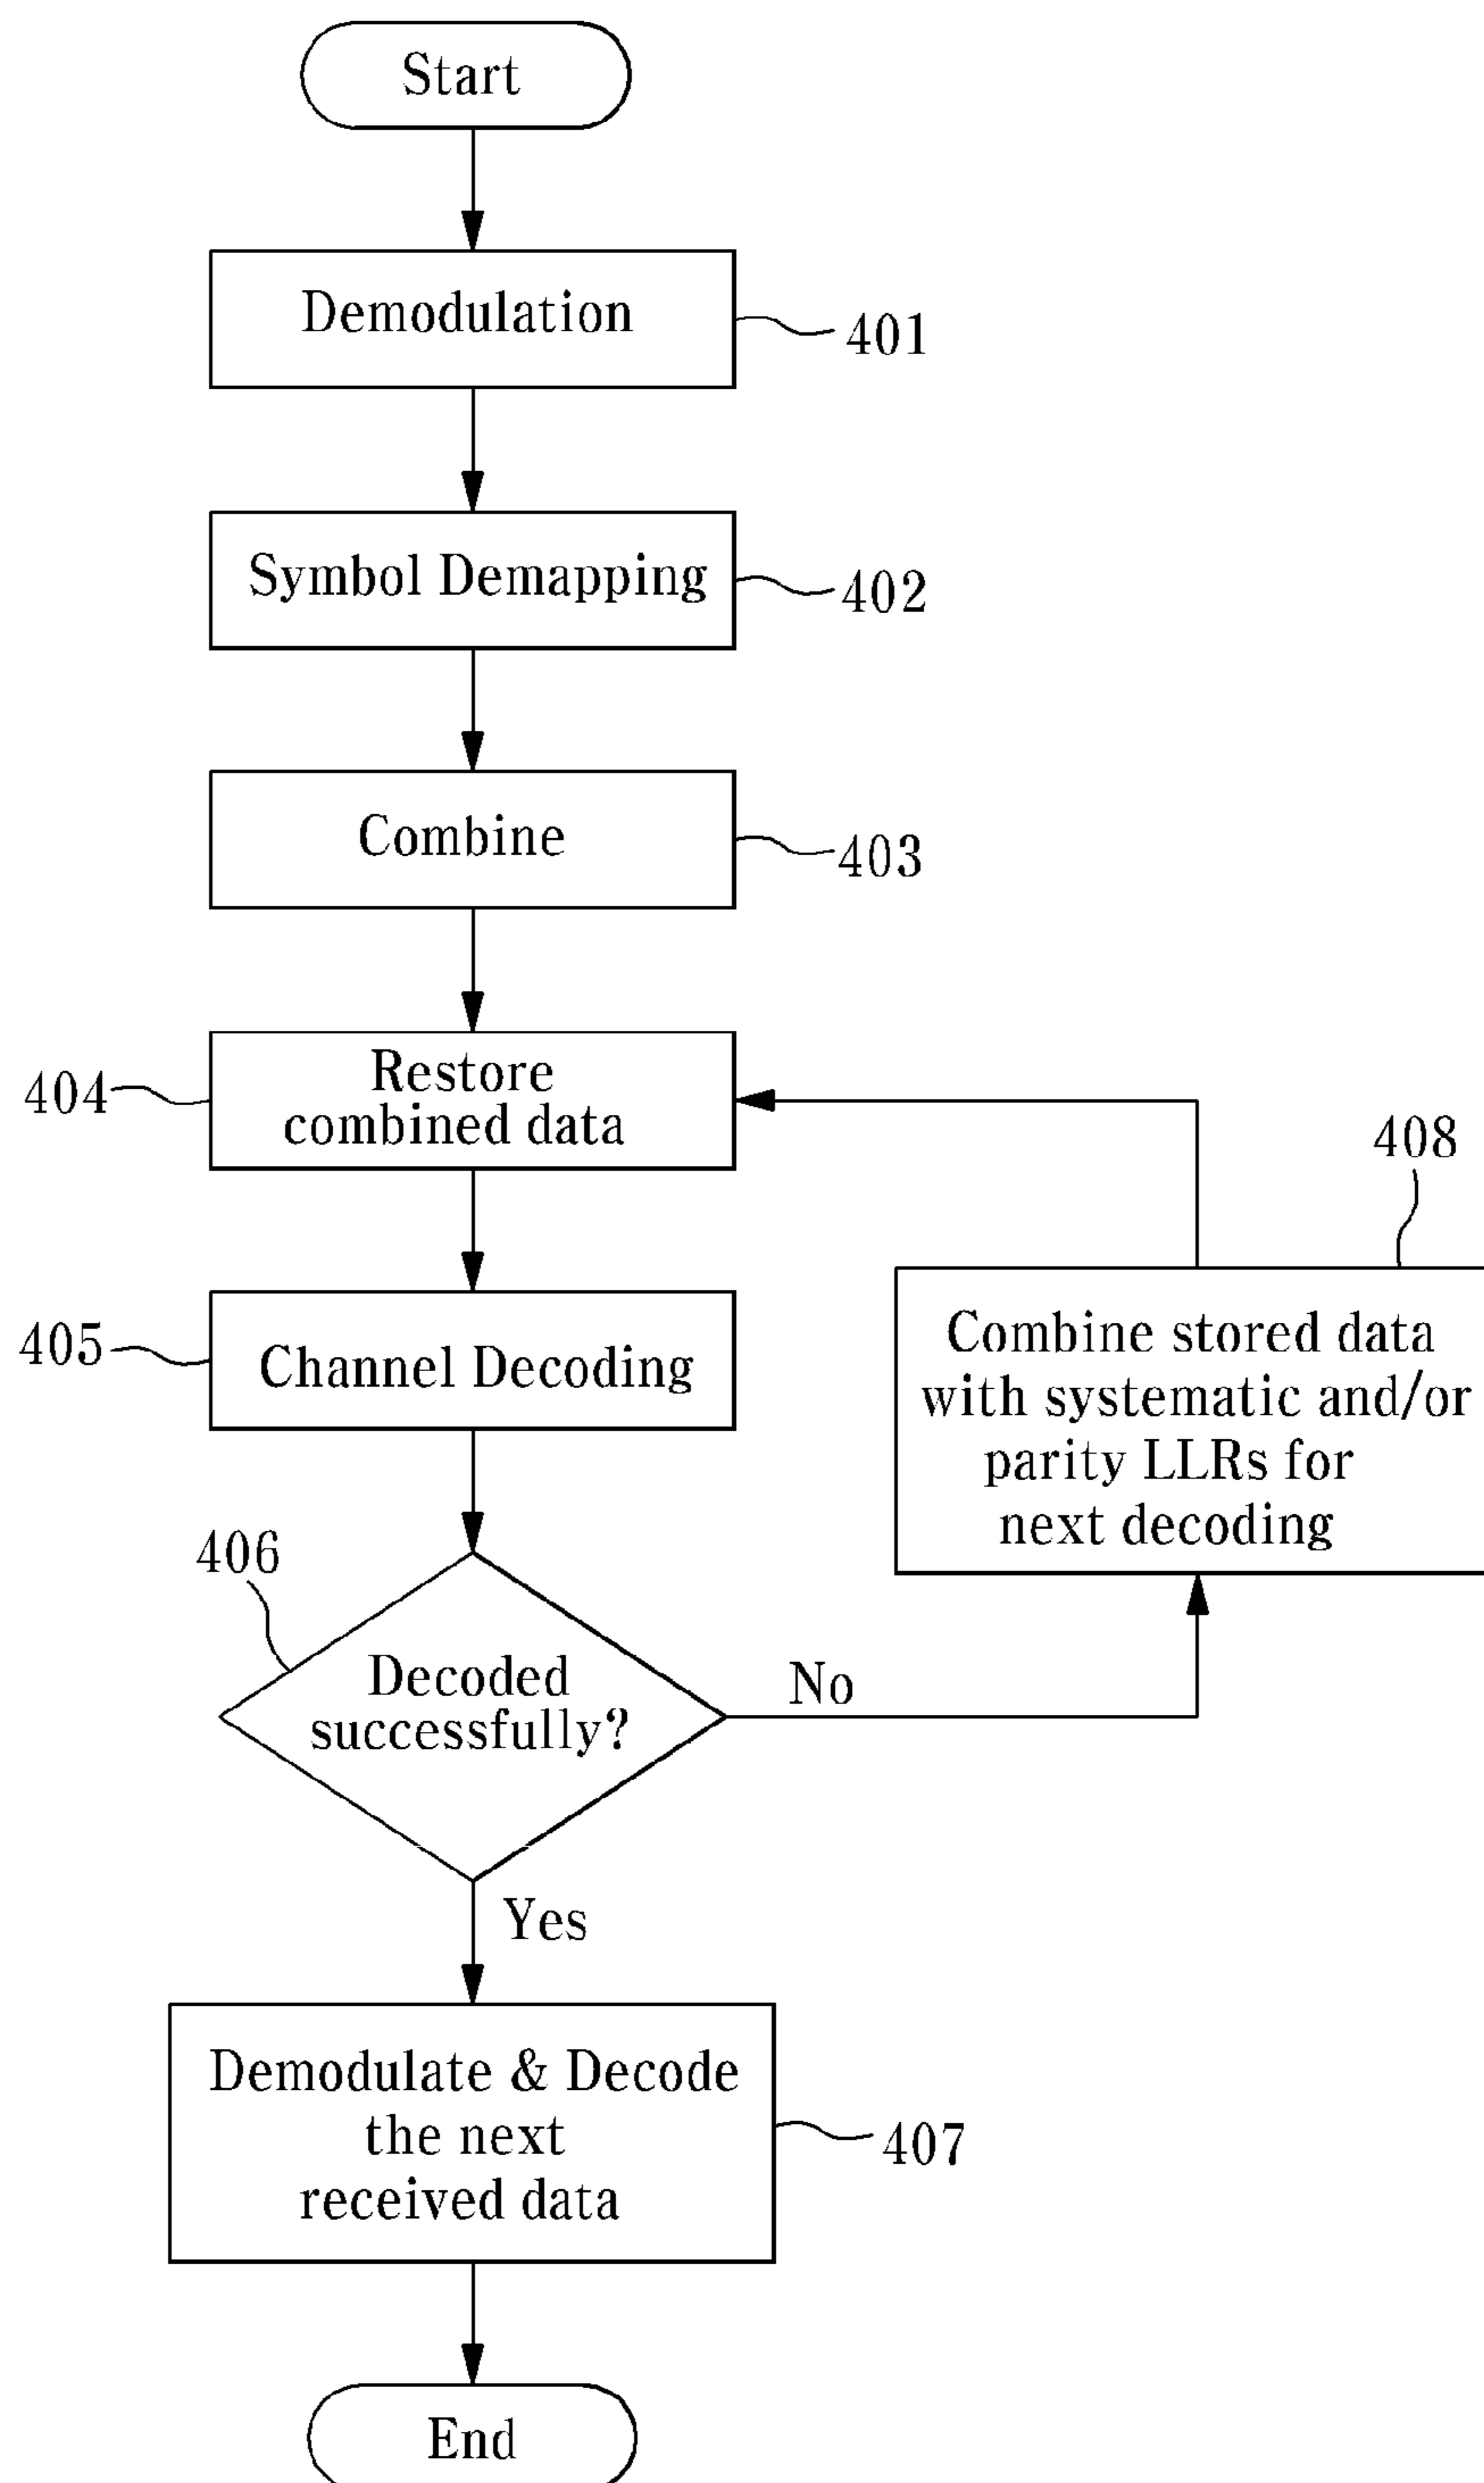 Start
Demodulation
401
Symbol Demapping
402
Combine
403
Restore
combined data
404
408
Channel Decoding
405
Combine stored data
with systematic and/or
parity LLRs for
next decoding
406
Decoded
successfully?
No
Yes
Demodulate & Decode
the next
received data
407
End